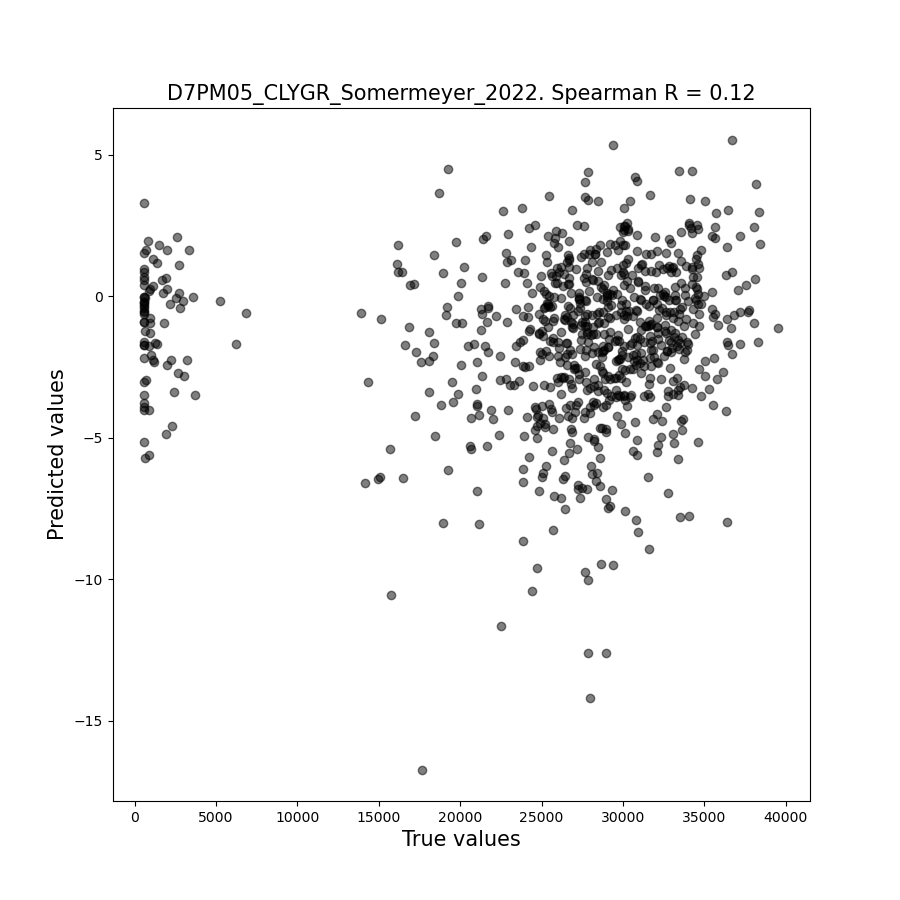 D7PM05_CLYGR_Somermeyer_2022. Spearman R = 0.12
5
0
−5
−10
−15
Predicted values
0 5000 10000 15000 20000 25000 30000 35000 40000
True values